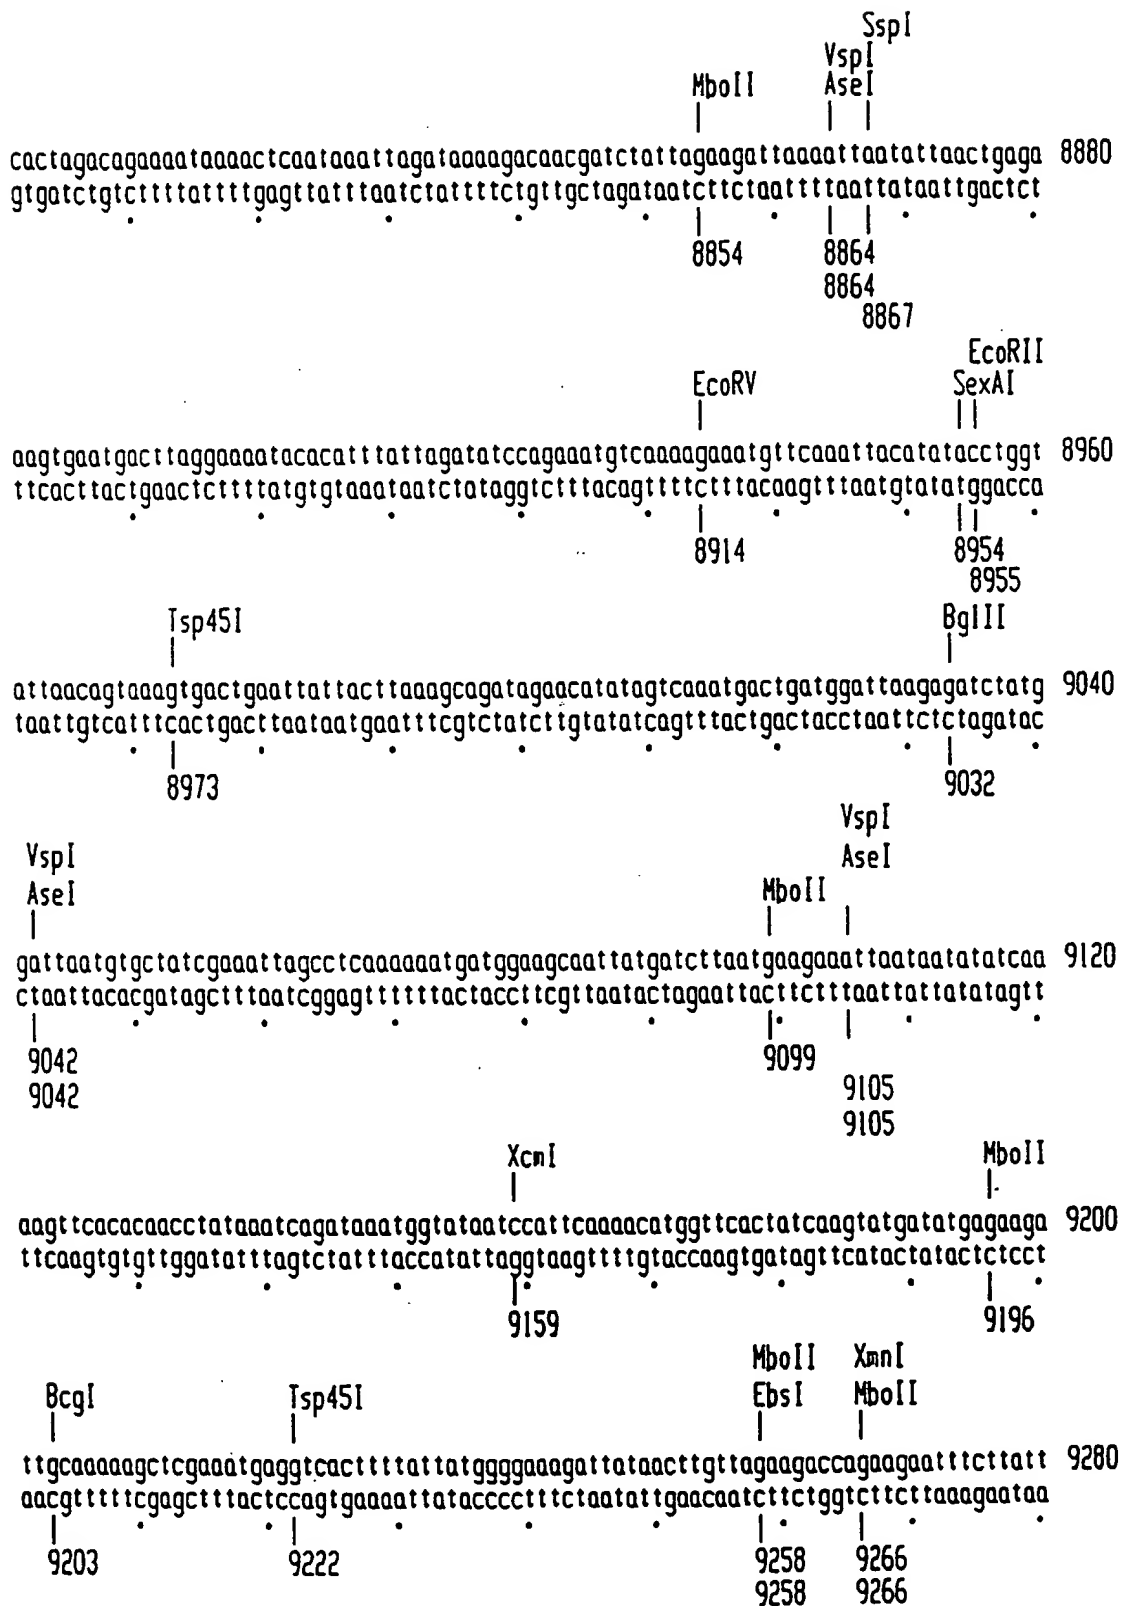 SspI
VspI
MboII AseI
cactagacagaaaataaaactcaataaattagataaaagacaacgatctattagaagattaaaattaatattaactgaga 8880
gtgatctgtcttttattttgagttatttaatctattttctgttgctagataatcttctaattttaattataattgactct
8854 8864
8864
8867
EcoRII
EcoRV SexAI
aagtgaatgacttaggaaaatacacatttattagatatccagaaatgtcaaaagaaatgttcaaattacatatacctggt 8960
ttcacttactgaactcttttatgtgtaaataatctataggtctttacagttttctttacaagtttaatgtatatggacca
8914 8954
8955
Tsp45I BglII
attaacagtaaagtgactgaattattacttaaagcagatagaacatatagtcaaatgactgatggattaagagatctatg 9040
taattgtcatttcactgacttaataatgaatttcgtctatcttgtatatcagtttactgactacctaattctctagatac
8973 9032
VspI VspI
AseI MboII AseI
gattaatgtgctatcgaaattagcctcaaaaaatgatggaagcaattatgatcttaatgaagaaattaataatatatcaa 9120
ctaattacacgatagctttaatcggagttttttactaccttcgttaatactagaattacttctttaattattatatagtt
9042 9099 9105
9042 9105
XcmI MboII
aagttcacacaacctataaatcagataaatggtataatccattcaaaacatggttcactatcaagtatgatatgagaaga 9200
ttcaagtgtgttggatatttagtctatttaccatattaggtaagttttgtaccaagtgatagttcatactatactctcct
9159 9196
MboII XmnI
BcgI Tsp45I EbsI MboII
ttgcaaaaagctcgaaatgaggtcacttttattatggggaaagattataacttgttagaagaccagaagaatttcttatt 9280
aacgtttttcgagctttactccagtgaaaattatacccctttctaatattgaacaatcttctggtcttcttaaagaataa
9203 9222 9258 9266
9258 9266